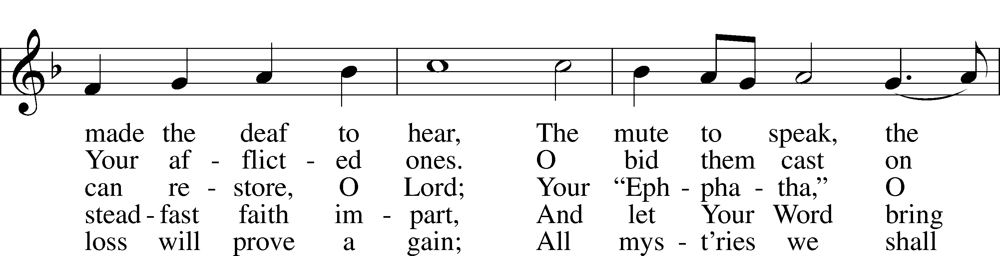 made the deaf to hear, The mute to speak, the
Your af - flict - ed ones. O bid them cast on
can re - store, O Lord; Your “Eph - pha - tha,” O
stead - fast faith im - part, And let Your Word bring
loss will prove a gain; All mys - t’ries we shall